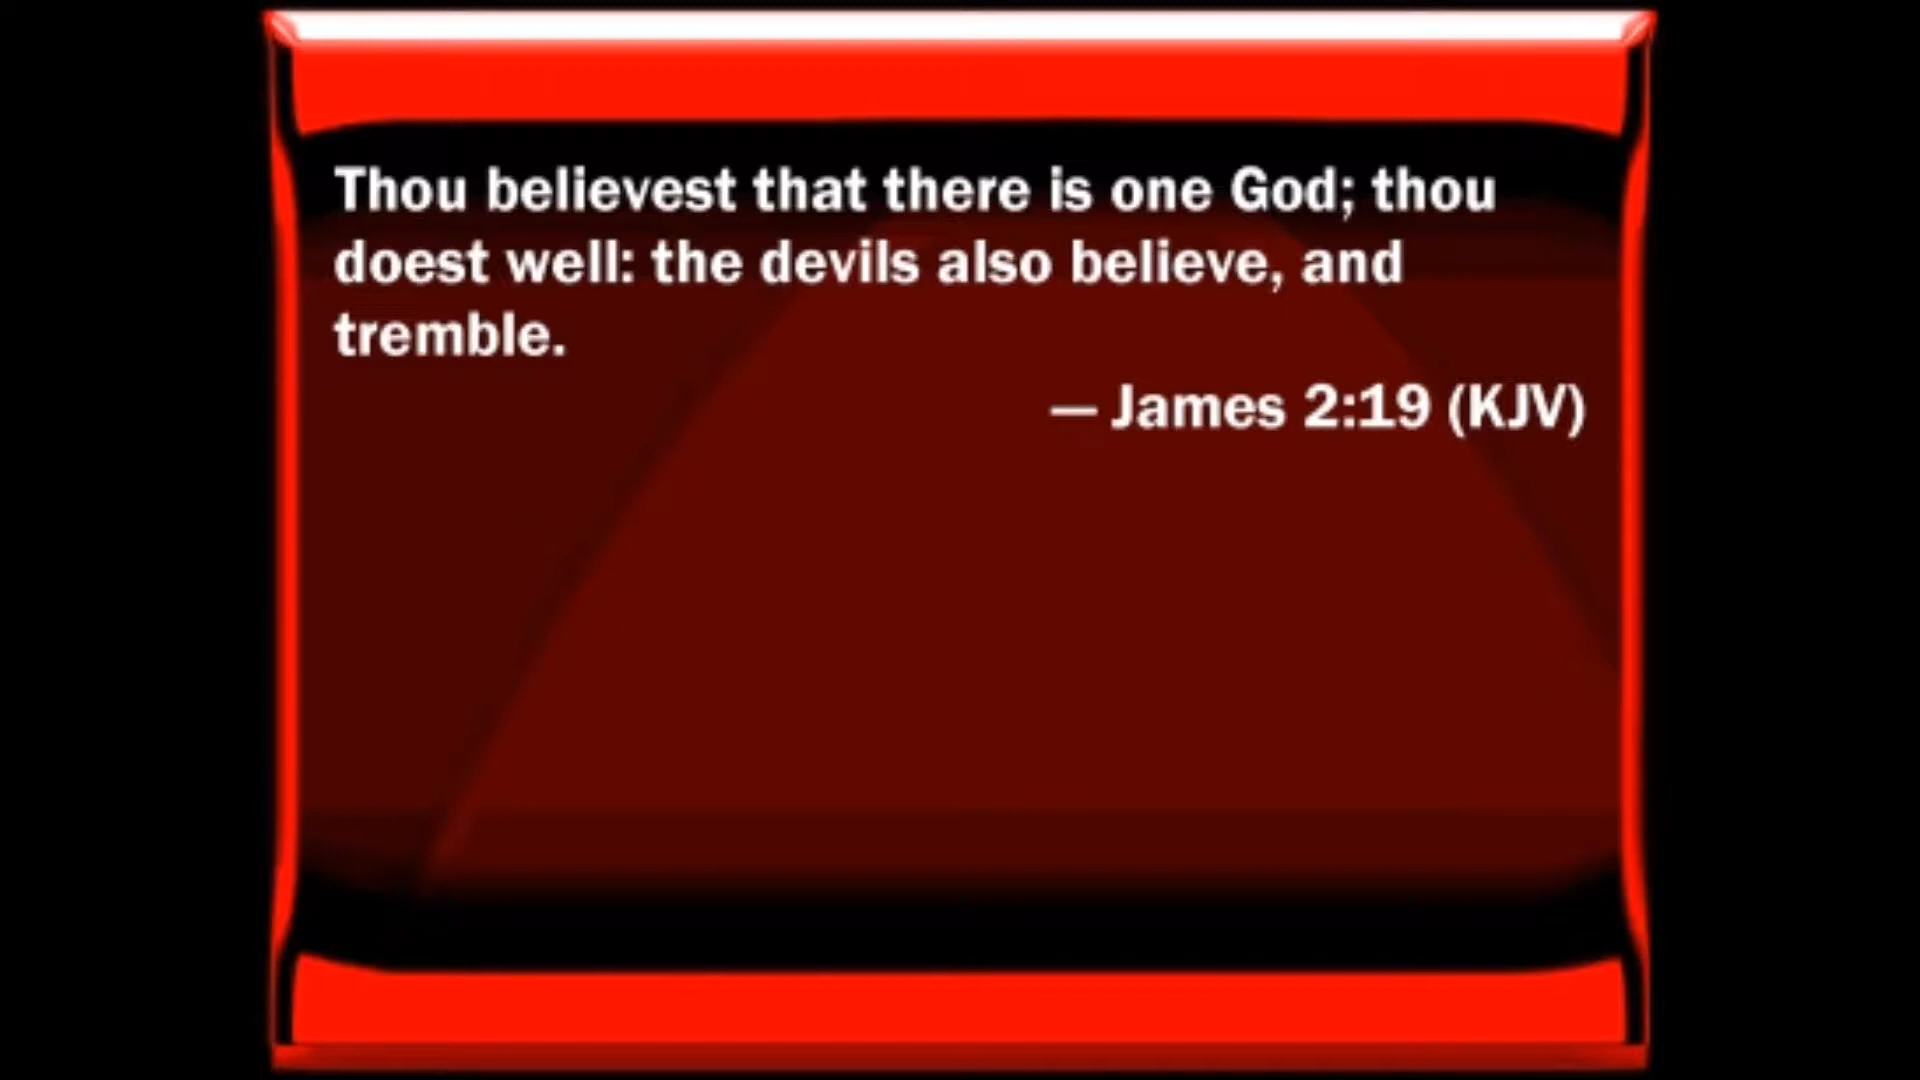 Thou believest that there is one God; thou
doest well: the devils also believe, and
tremble.
— James 2:19 (KJV)